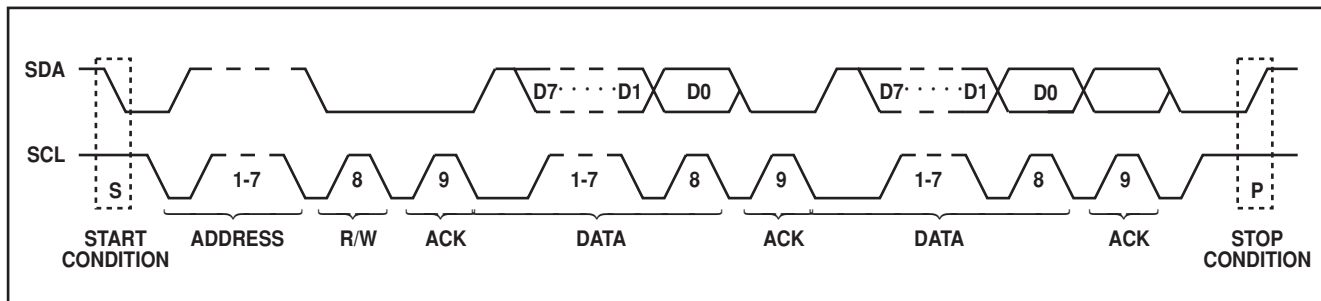 SDA
D7 · · · · · D1 D0 D7 · · · · · D1 D0
SCL
S 1-7 8 9 1-7 8 9 1-7 8 9 P
START CONDITION ADDRESS R/W ACK DATA ACK DATA ACK STOP CONDITION